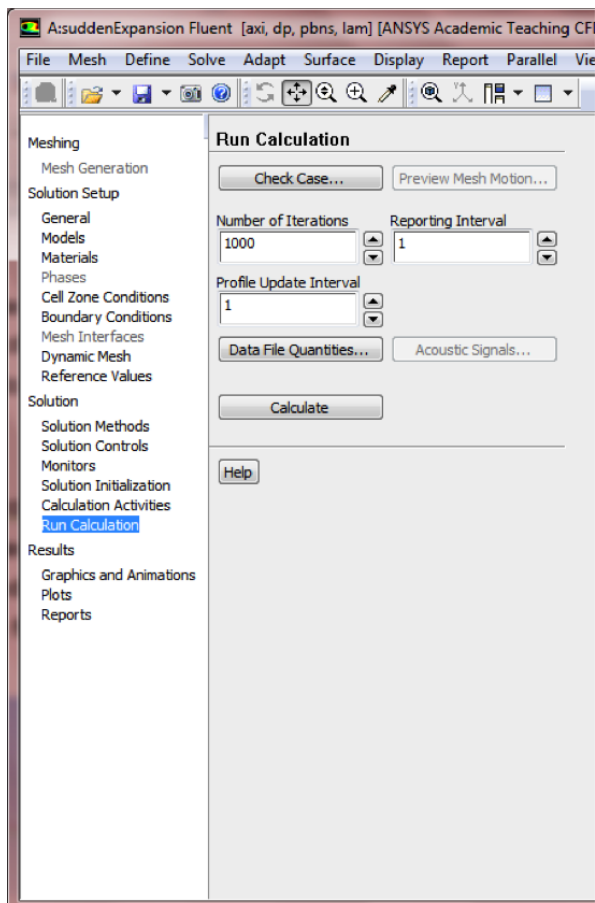 A:suddenExpansion Fluent [axi, dp, pbns, lam] [ANSYS Academic Teaching CF
File Mesh Define Solve Adapt Surface Display Report Parallel Vie
Meshing
Mesh Generation
Solution Setup
General
Models
Materials
Phases
Cell Zone Conditions
Boundary Conditions
Mesh Interfaces
Dynamic Mesh
Reference Values
Solution
Solution Methods
Solution Controls
Monitors
Solution Initialization
Calculation Activities
Run Calculation
Results
Graphics and Animations
Plots
Reports
Run Calculation
Check Case... Preview Mesh Motion...
Number of Iterations Reporting Interval
1000 1
Profile Update Interval
1
Data File Quantities... Acoustic Signals...
Calculate
Help